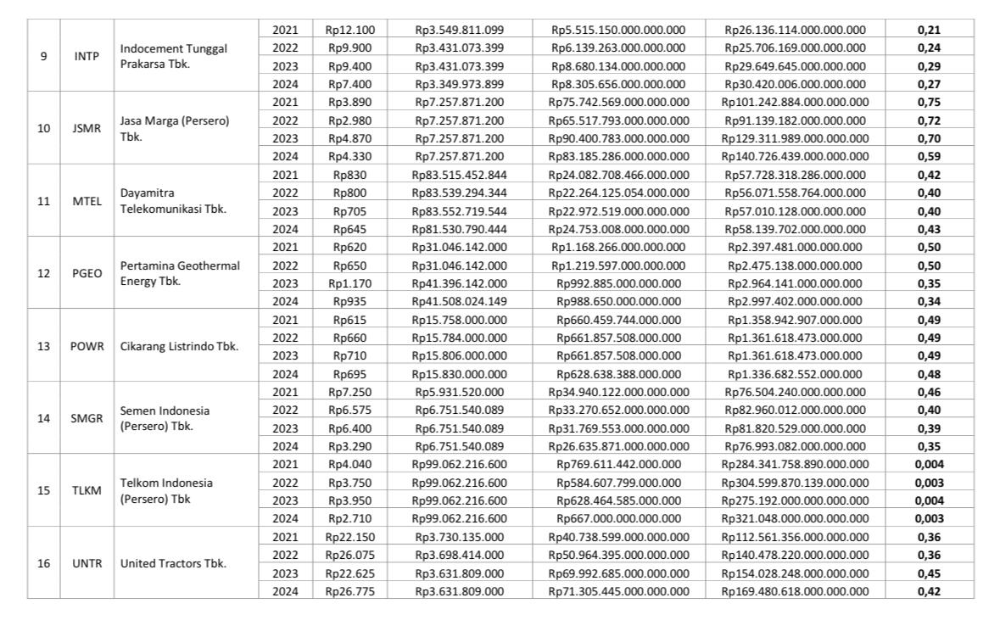 9 INTP Indocement Tunggal Prakarsa Tbk. 2021 Rp12.100 Rp3.549.811.099 Rp5.515.150.000.000.000 Rp26.136.114.000.000.000 0,21
2022 Rp9.900 Rp3.431.073.399 Rp6.139.263.000.000.000 Rp25.706.169.000.000.000 0,24
2023 Rp9.400 Rp3.431.073.399 Rp8.680.134.000.000.000 Rp29.649.645.000.000.000 0,29
2024 Rp7.400 Rp3.349.973.899 Rp8.305.656.000.000.000 Rp30.420.006.000.000.000 0,27
10 JSMR Jasa Marga (Persero) Tbk. 2021 Rp3.890 Rp7.257.871.200 Rp75.742.569.000.000.000 Rp101.242.884.000.000.000 0,75
2022 Rp2.980 Rp7.257.871.200 Rp65.517.793.000.000.000 Rp91.139.182.000.000.000 0,72
2023 Rp4.870 Rp7.257.871.200 Rp90.400.783.000.000.000 Rp129.311.989.000.000.000 0,70
2024 Rp4.330 Rp7.257.871.200 Rp83.185.286.000.000.000 Rp140.726.439.000.000.000 0,59
11 MTEL Dayamitra Telekomunikasi Tbk. 2021 Rp830 Rp83.515.452.844 Rp24.082.708.466.000.000 Rp57.728.318.286.000.000 0,42
2022 Rp800 Rp83.539.294.344 Rp22.264.125.054.000.000 Rp56.071.558.764.000.000 0,40
2023 Rp705 Rp83.552.719.544 Rp22.972.519.000.000.000 Rp57.010.128.000.000.000 0,40
2024 Rp645 Rp81.530.790.444 Rp24.753.008.000.000.000 Rp58.139.702.000.000.000 0,43
12 PGEO Pertamina Geothermal Energy Tbk. 2021 Rp620 Rp31.046.142.000 Rp1.168.266.000.000.000 Rp2.397.481.000.000.000 0,50
2022 Rp650 Rp31.046.142.000 Rp1.219.597.000.000.000 Rp2.475.138.000.000.000 0,50
2023 Rp1.170 Rp41.396.142.000 Rp992.885.000.000.000 Rp2.964.141.000.000.000 0,35
2024 Rp935 Rp41.508.024.149 Rp988.650.000.000.000 Rp2.997.402.000.000.000 0,34
13 POWR Cikarang Listrindo Tbk. 2021 Rp615 Rp15.758.000.000 Rp660.459.744.000.000 Rp1.358.942.907.000.000 0,49
2022 Rp660 Rp15.784.000.000 Rp661.857.508.000.000 Rp1.361.618.473.000.000 0,49
2023 Rp710 Rp15.806.000.000 Rp661.857.508.000.000 Rp1.361.618.473.000.000 0,49
2024 Rp695 Rp15.830.000.000 Rp628.638.388.000.000 Rp1.336.682.552.000.000 0,48
14 SMGR Semen Indonesia (Persero) Tbk. 2021 Rp7.250 Rp5.931.520.000 Rp34.940.122.000.000.000 Rp76.504.240.000.000.000 0,46
2022 Rp6.575 Rp6.751.540.089 Rp33.270.652.000.000.000 Rp82.960.012.000.000.000 0,40
2023 Rp6.400 Rp6.751.540.089 Rp31.769.553.000.000.000 Rp81.820.529.000.000.000 0,39
2024 Rp3.290 Rp6.751.540.089 Rp26.635.871.000.000.000 Rp76.993.082.000.000.000 0,35
15 TLKM Telkom Indonesia (Persero) Tbk 2021 Rp4.040 Rp99.062.216.600 Rp769.611.442.000.000 Rp284.341.758.890.000.000 0,004
2022 Rp3.750 Rp99.062.216.600 Rp584.607.799.000.000 Rp304.599.870.139.000.000 0,003
2023 Rp3.950 Rp99.062.216.600 Rp628.464.585.000.000 Rp275.192.000.000.000.000 0,004
2024 Rp2.710 Rp99.062.216.600 Rp667.000.000.000.000 Rp321.048.000.000.000.000 0,003
16 UNTR United Tractors Tbk. 2021 Rp22.150 Rp3.730.135.000 Rp40.738.599.000.000.000 Rp112.561.356.000.000.000 0,36
2022 Rp26.075 Rp3.698.414.000 Rp50.964.395.000.000.000 Rp140.478.220.000.000.000 0,36
2023 Rp22.625 Rp3.631.809.000 Rp69.992.685.000.000.000 Rp154.028.248.000.000.000 0,45
2024 Rp26.775 Rp3.631.809.000 Rp71.305.445.000.000.000 Rp169.480.618.000.000.000 0,42